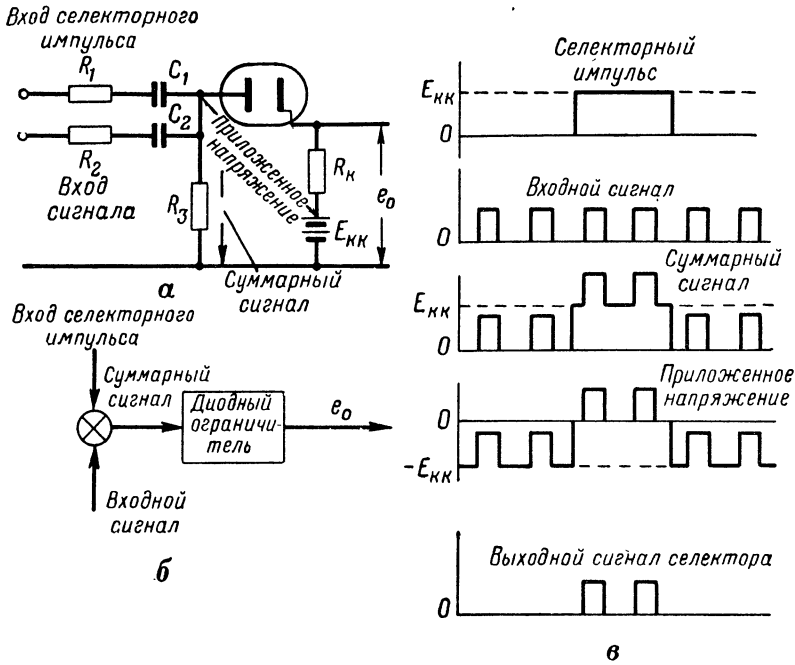 Вход селекторного
импульса
R1
C1
C2
R2
Вход
сигнала
R3
Приложенное
напряжение
Rк
Eкк
eo
Суммарный
сигнал
а
Вход селекторного
импульса
Суммарный
сигнал
Диодный
ограничи-
тель
eo
Входной
сигнал
б
Селекторный
импульс
Eкк
0
Входной сигнал
0
Суммарный
сигнал
Eкк
0
Приложенное
напряжение
0
-Eкк
Выходной сигнал селектора
0
в